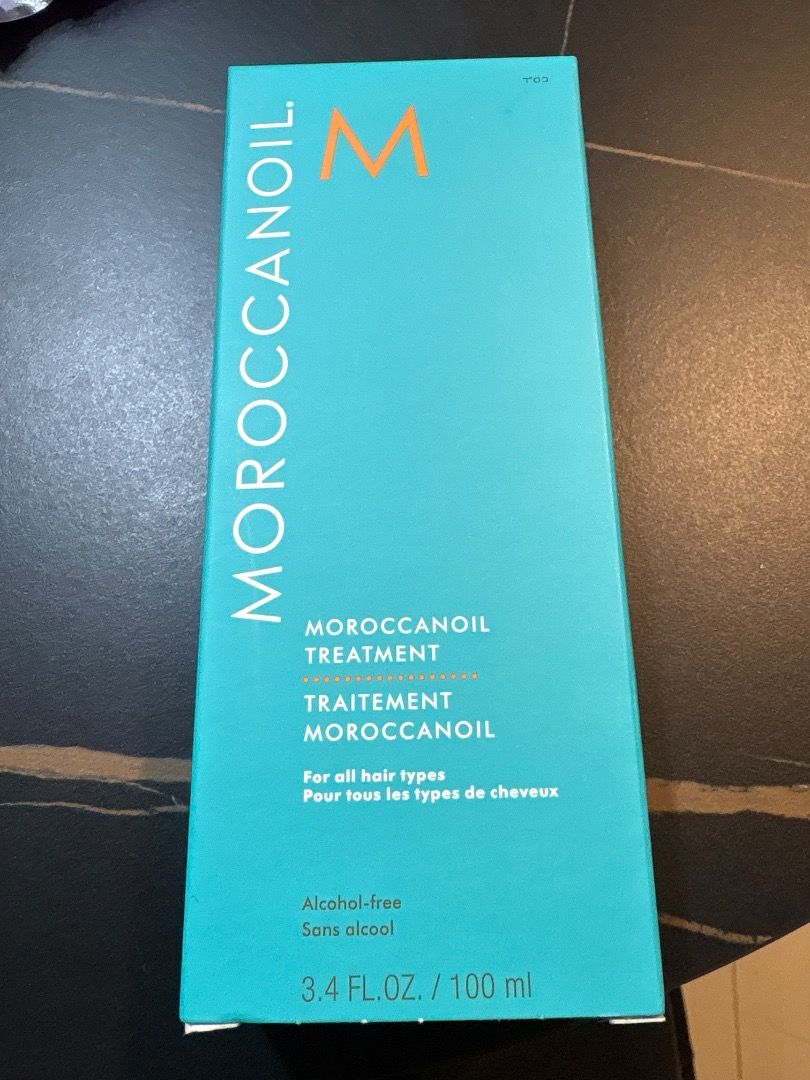 MOROCCANOIL.
M
MOROCCANOIL
TREATMENT
TRAITEMENT
MOROCCANOIL
For all hair types
Pour tous les types de cheveux
Alcohol-free
Sans alcool
3.4 FL.OZ. / 100 ml